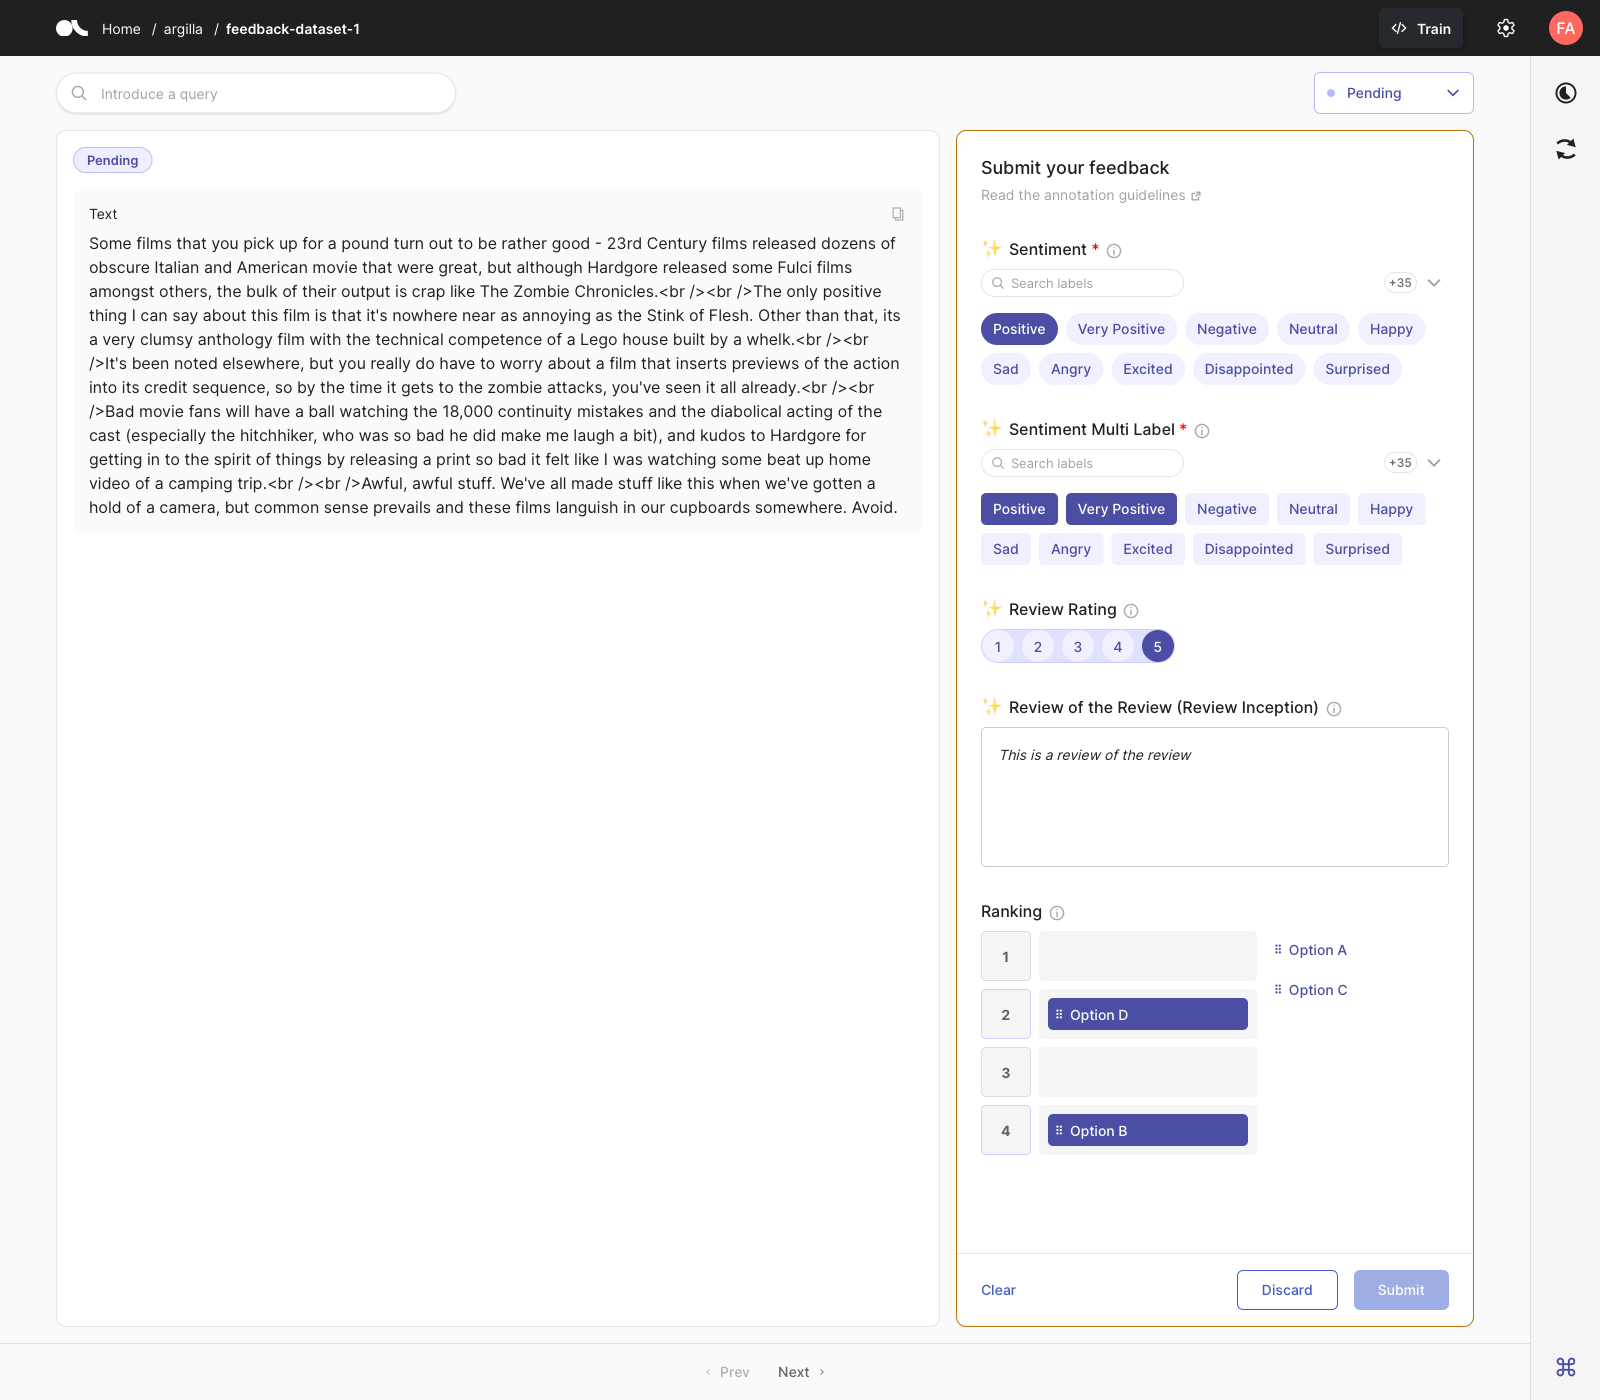 Home / argilla / feedback-dataset-1
Train
FA
Introduce a query
Pending
Pending
Text
Some films that you pick up for a pound turn out to be rather good - 23rd Century films released dozens of
obscure Italian and American movie that were great, but although Hardgore released some Fulci films
amongst others, the bulk of their output is crap like The Zombie Chronicles.<br /><br />The only positive
thing I can say about this film is that it's nowhere near as annoying as the Stink of Flesh. Other than that, its
a very clumsy anthology film with the technical competence of a Lego house built by a whelk.<br /><br
/>It's been noted elsewhere, but you really do have to worry about a film that inserts previews of the action
into its credit sequence, so by the time it gets to the zombie attacks, you've seen it all already.<br /><br
/>Bad movie fans will have a ball watching the 18,000 continuity mistakes and the diabolical acting of the
cast (especially the hitchhiker, who was so bad he did make me laugh a bit), and kudos to Hardgore for
getting in to the spirit of things by releasing a print so bad it felt like I was watching some beat up home
video of a camping trip.<br /><br />Awful, awful stuff. We've all made stuff like this when we've gotten a
hold of a camera, but common sense prevails and these films languish in our cupboards somewhere. Avoid.
Submit your feedback
Read the annotation guidelines
Sentiment *
Search labels
+35
Positive Very Positive Negative Neutral Happy
Sad Angry Excited Disappointed Surprised
Sentiment Multi Label *
Search labels
+35
Positive Very Positive Negative Neutral Happy
Sad Angry Excited Disappointed Surprised
Review Rating
1 2 3 4 5
Review of the Review (Review Inception)
This is a review of the review
Ranking
1
Option A
Option C
2 Option D
3
4 Option B
Clear
Discard
Submit
Prev
Next